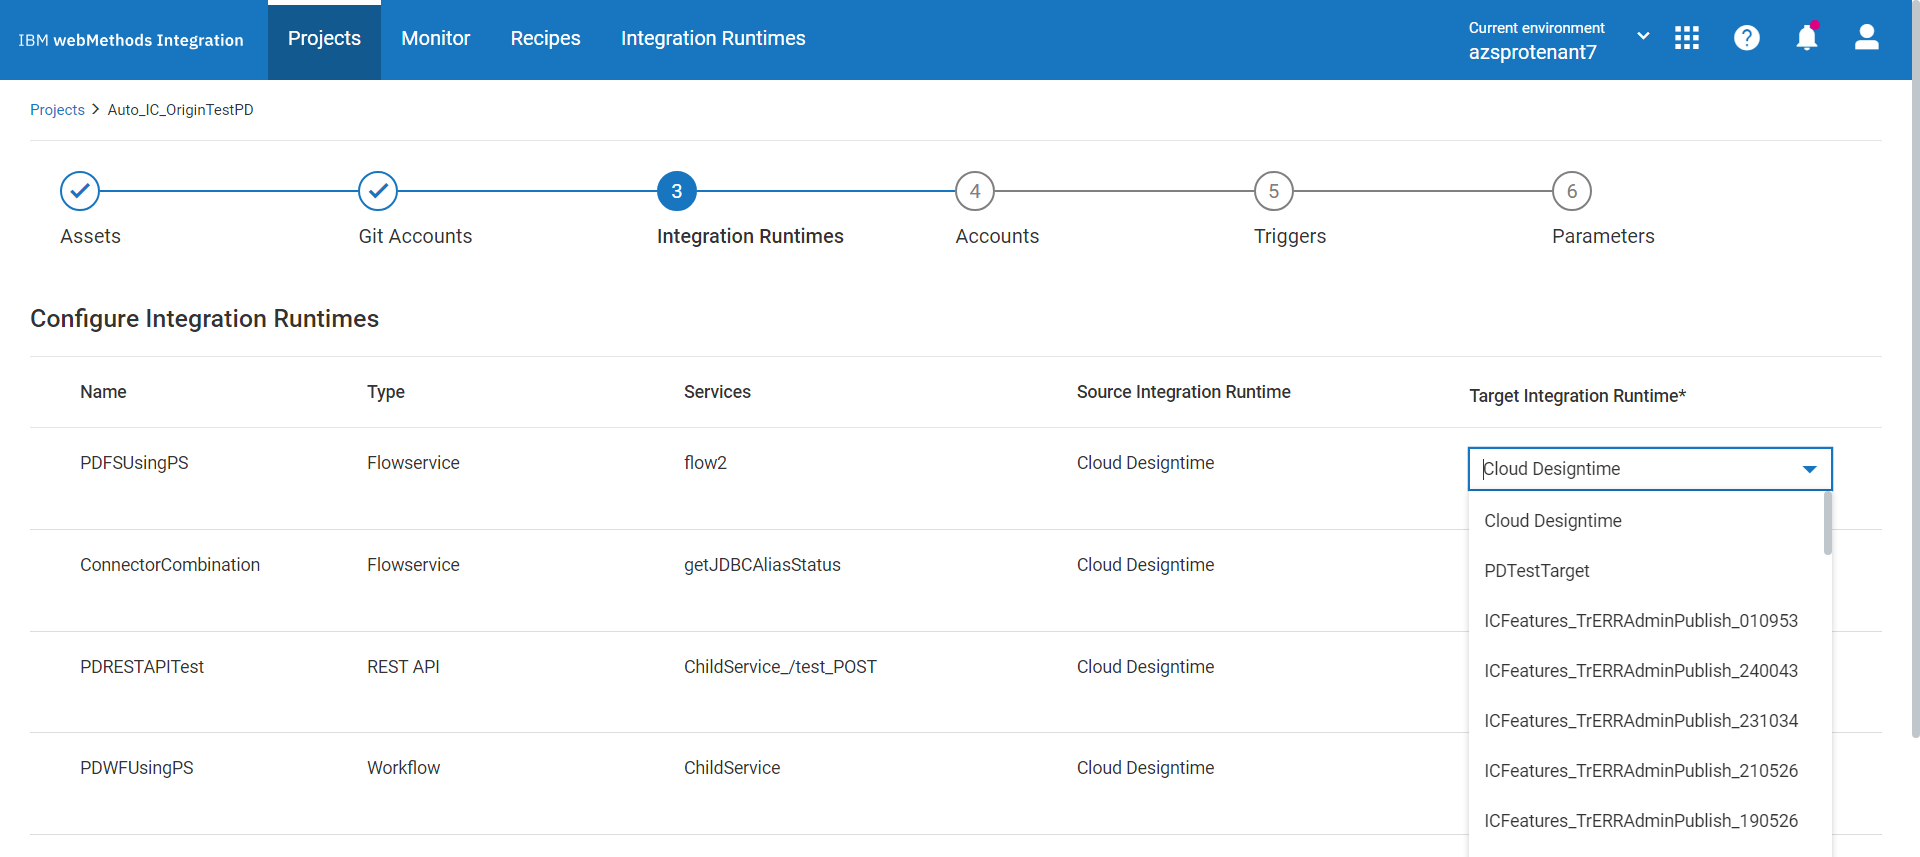 IBM webMethods Integration
Projects
Monitor
Recipes
Integration Runtimes
Current environment
azsprotenant7
Projects > Auto_IC_OriginTestPD
3
4
5
6
Assets
Git Accounts
Integration Runtimes
Accounts
Triggers
Parameters
Configure Integration Runtimes
Name
Type
Services
Source Integration Runtime
Target Integration Runtime*
PDFSUsingPS
Flowservice
flow2
Cloud Designtime
Cloud Designtime
Cloud Designtime
PDTestTarget
ICFeatures_TrERRAdminPublish_010953
ICFeatures_TrERRAdminPublish_240043
ICFeatures_TrERRAdminPublish_231034
ICFeatures_TrERRAdminPublish_210526
ICFeatures_TrERRAdminPublish_190526
ConnectorCombination
Flowservice
getJDBCAliasStatus
Cloud Designtime
PDRESTAPITest
REST API
ChildService_/test_POST
Cloud Designtime
PDWFUsingPS
Workflow
ChildService
Cloud Designtime